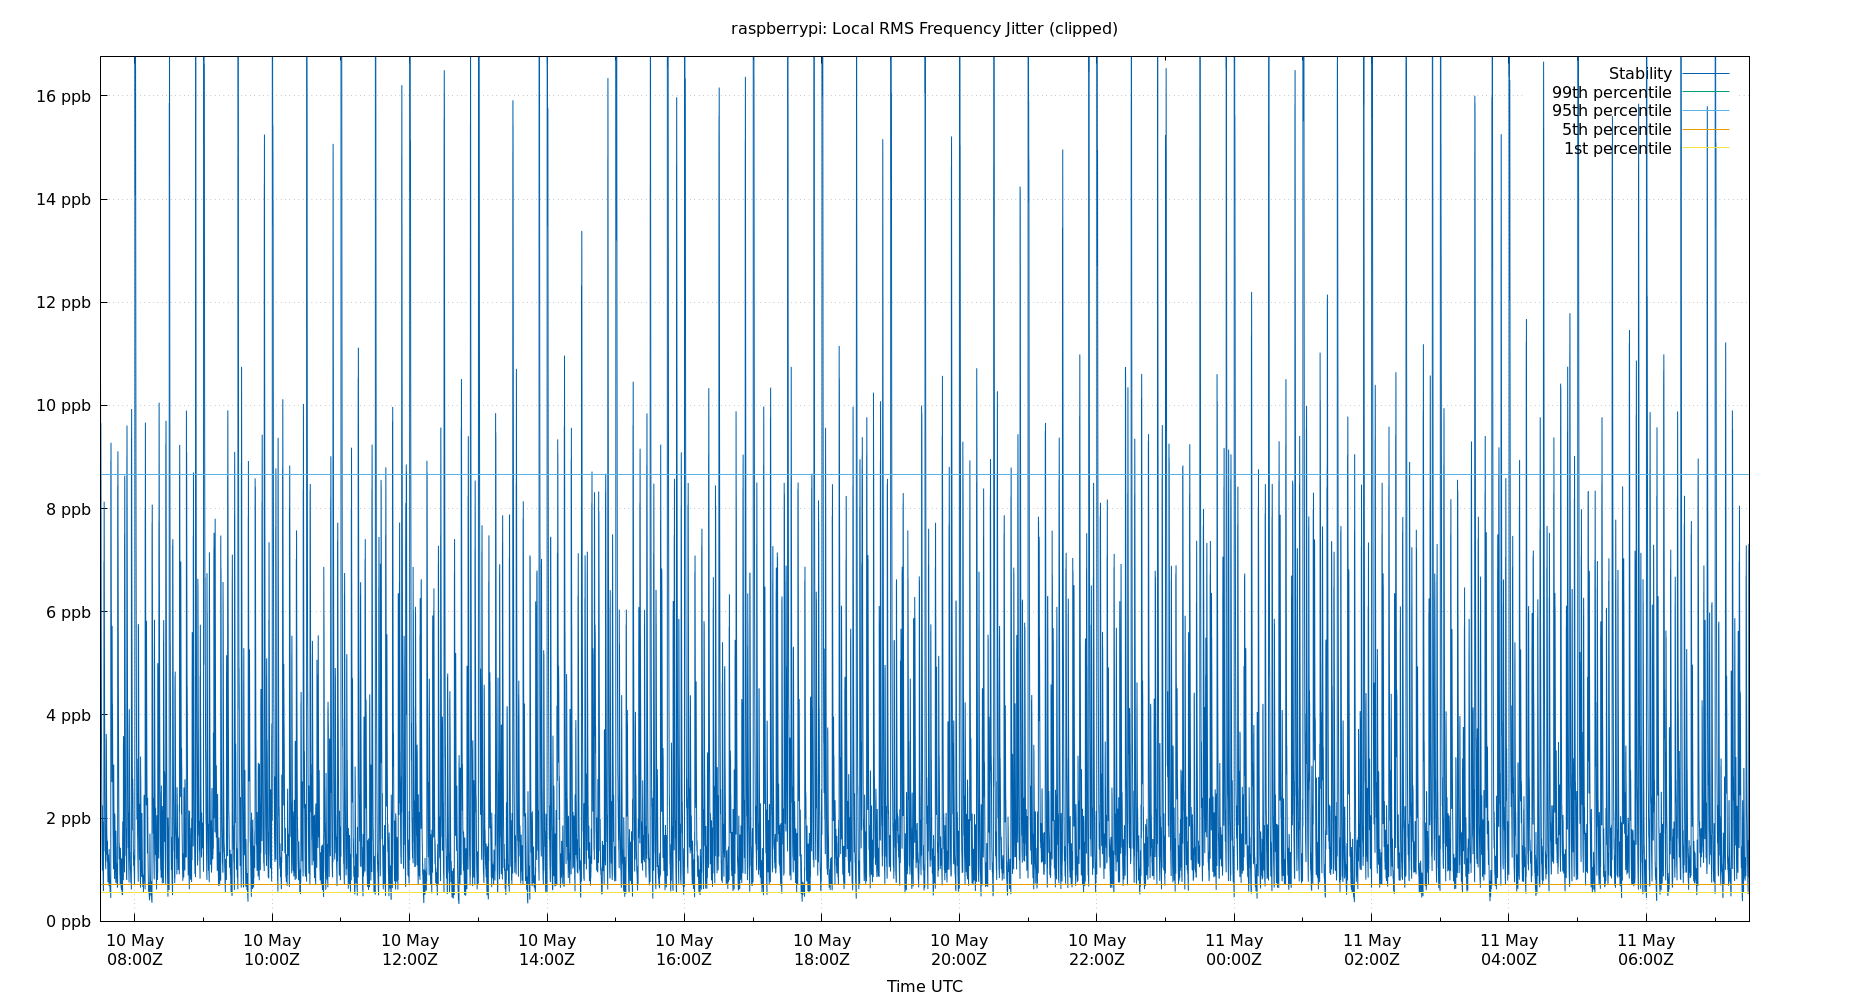 raspberrypi: Local RMS Frequency Jitter (clipped)
Stability
99th percentile
95th percentile
5th percentile
1st percentile
16 ppb
14 ppb
12 ppb
10 ppb
8 ppb
6 ppb
4 ppb
2 ppb
0 ppb
10 May 10 May 10 May 10 May 10 May 10 May 10 May 10 May 11 May 11 May 11 May 11 May
08:00Z 10:00Z 12:00Z 14:00Z 16:00Z 18:00Z 20:00Z 22:00Z 00:00Z 02:00Z 04:00Z 06:00Z
Time UTC